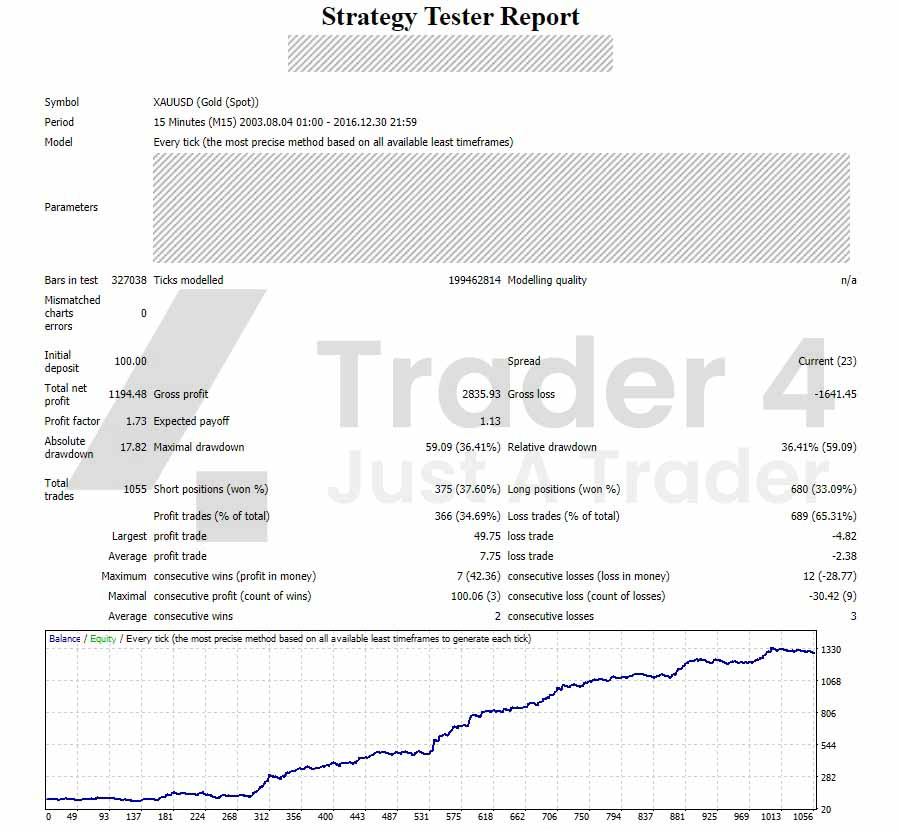 Strategy Tester Report
Symbol XAUUSD (Gold (Spot))
Period 15 Minutes (M15) 2003.08.04 01:00 - 2016.12.30 21:59
Model Every tick (the most precise method based on all available least timeframes)
Parameters
Bars in test 327038 Ticks modelled 199462814 Modelling quality n/a
Mismatched
charts
errors 0
Initial
deposit 100.00 Spread Current (23)
Total net
profit 1194.48 Gross profit 2835.93 Gross loss -1641.45
Profit factor 1.73 Expected payoff 1.13
Absolute
drawdown 17.82 Maximal drawdown 59.09 (36.41%) Relative drawdown 36.41% (59.09)
Total
trades 1055 Short positions (won %) 375 (37.60%) Long positions (won %) 680 (33.09%)
Profit trades (% of total) 366 (34.69%) Loss trades (% of total) 689 (65.31%)
Largest profit trade 49.75 loss trade -4.82
Average profit trade 7.75 loss trade -2.38
Maximum consecutive wins (profit in money) 7 (42.36) consecutive losses (loss in money) 12 (-28.77)
Maximal consecutive profit (count of wins) 100.06 (3) consecutive loss (count of losses) -30.42 (9)
Average consecutive wins 2 consecutive losses 3
Trader 4
Just A Trader
Balance / Equity / Every tick (the most precise method based on all available least timeframes to generate each tick)
1330
1068
806
544
282
20
0 49 93 137 181 224 268 312 356 400 443 487 531 575 618 662 706 750 794 837 881 925 969 1013 1056